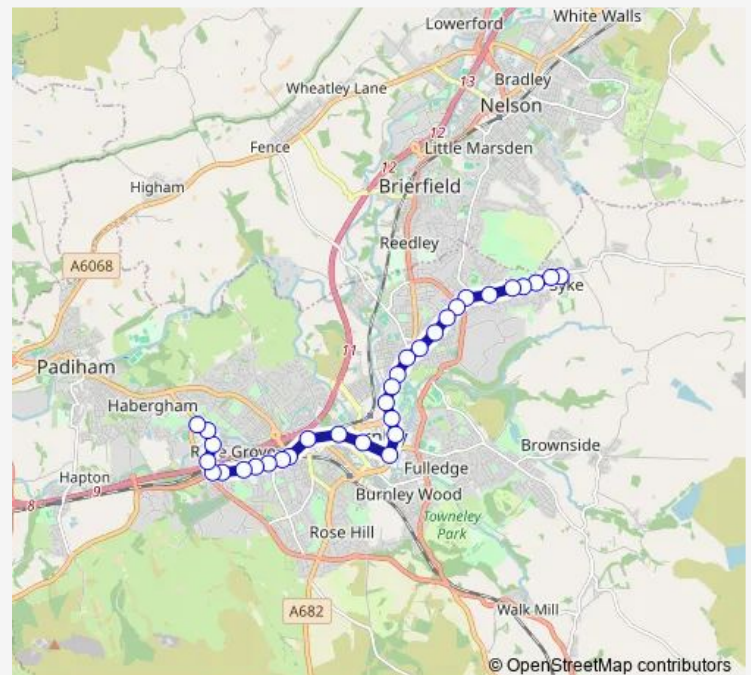 White Walls
Lowerford
13
Bradley
Wheatley Lane
Nelson
12
Little Marsden
Fence
12
Brierfield
Higham
Reedley
A6068
Syke
11
Padiham
Habergham
Brownside
Fulledge
Hapton
9
8
Burnley Wood
Towneley
Park
Rose Hill
A682
Walk Mill
© OpenStreetMap contributors